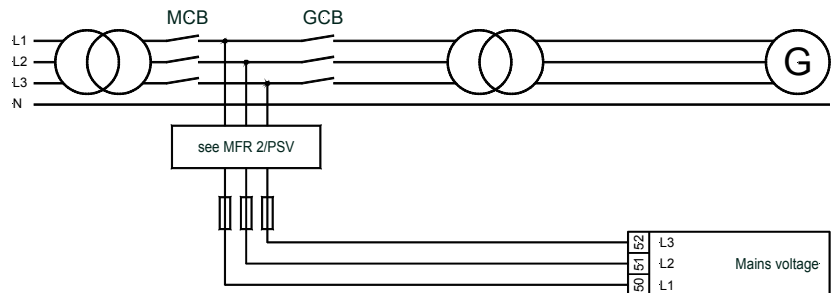 MCB GCB
L1
L2
L3
N
G
see MFR 2/PSV
52 L3
51 L2
50 L1
Mains voltage